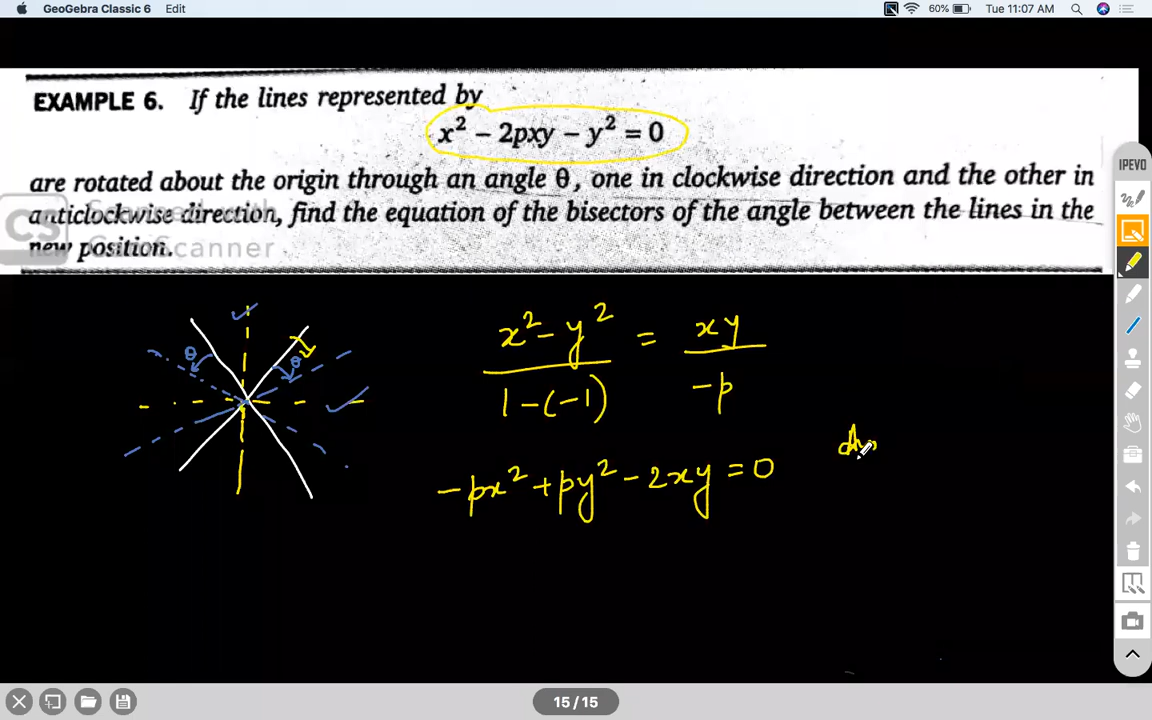 GeoGebra Classic 6 Edit 60% Tue 11:07 AM
EXAMPLE 6. If the lines represented by
x² − 2pxy − y² = 0
are rotated about the origin through an angle θ, one in clockwise direction and the other in
anticlockwise direction, find the equation of the bisectors of the angle between the lines in the
new position.
CS
canner
IPEVO
θ
θ
x² − y² / 1−(−1) = xy / −p
−px² + py² − 2xy = 0
15 / 15